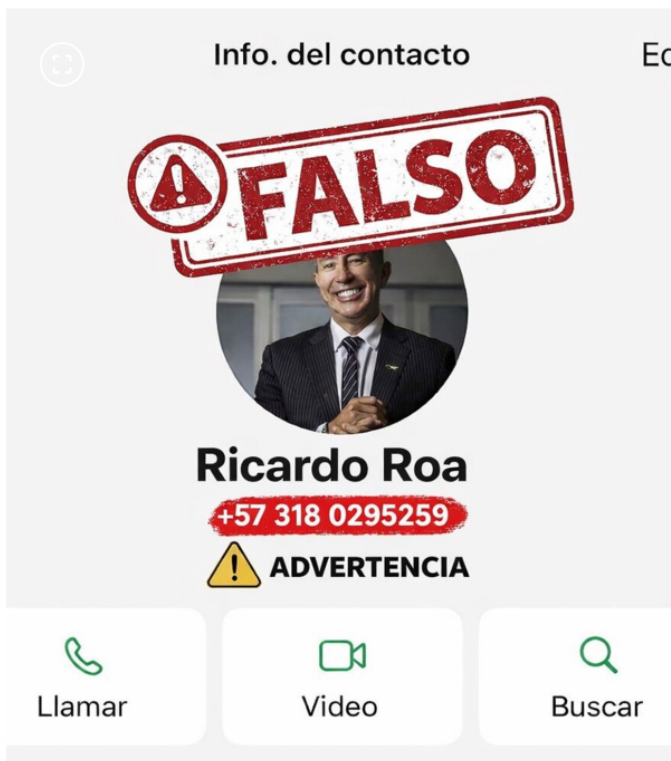 Info. del contacto
FALSO
Ricardo Roa
+57 318 0295259
ADVERTENCIA
Llamar
Video
Buscar